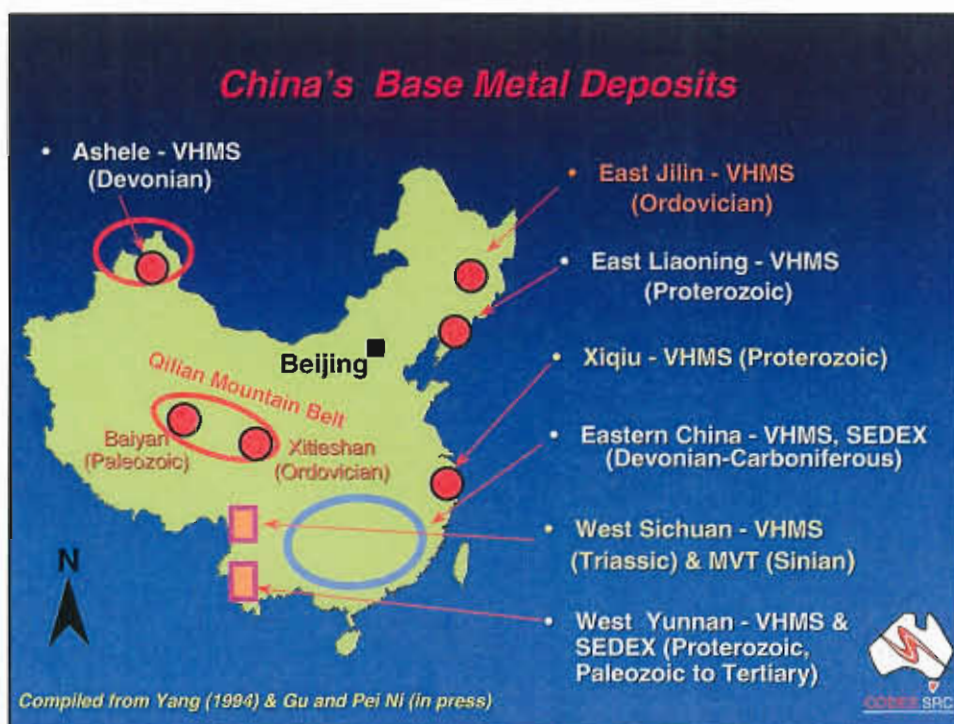 China's Base Metal Deposits
• Ashele - VHMS
(Devonian)
• East Jilin - VHMS
(Ordovician)
• East Liaoning - VHMS
(Proterozoic)
Beijing
• Xiqiu - VHMS (Proterozoic)
Qilian Mountain Belt
Baiyan
(Paleozoic)
Xitieshan
(Ordovician)
• Eastern China - VHMS, SEDEX
(Devonian-Carboniferous)
• West Sichuan - VHMS
(Triassic) & MVT (Sinian)
N
• West Yunnan - VHMS &
SEDEX (Proterozoic,
Paleozoic to Tertiary)
Compiled from Yang (1994) & Gu and Pei Ni (in press)
CODES SRC